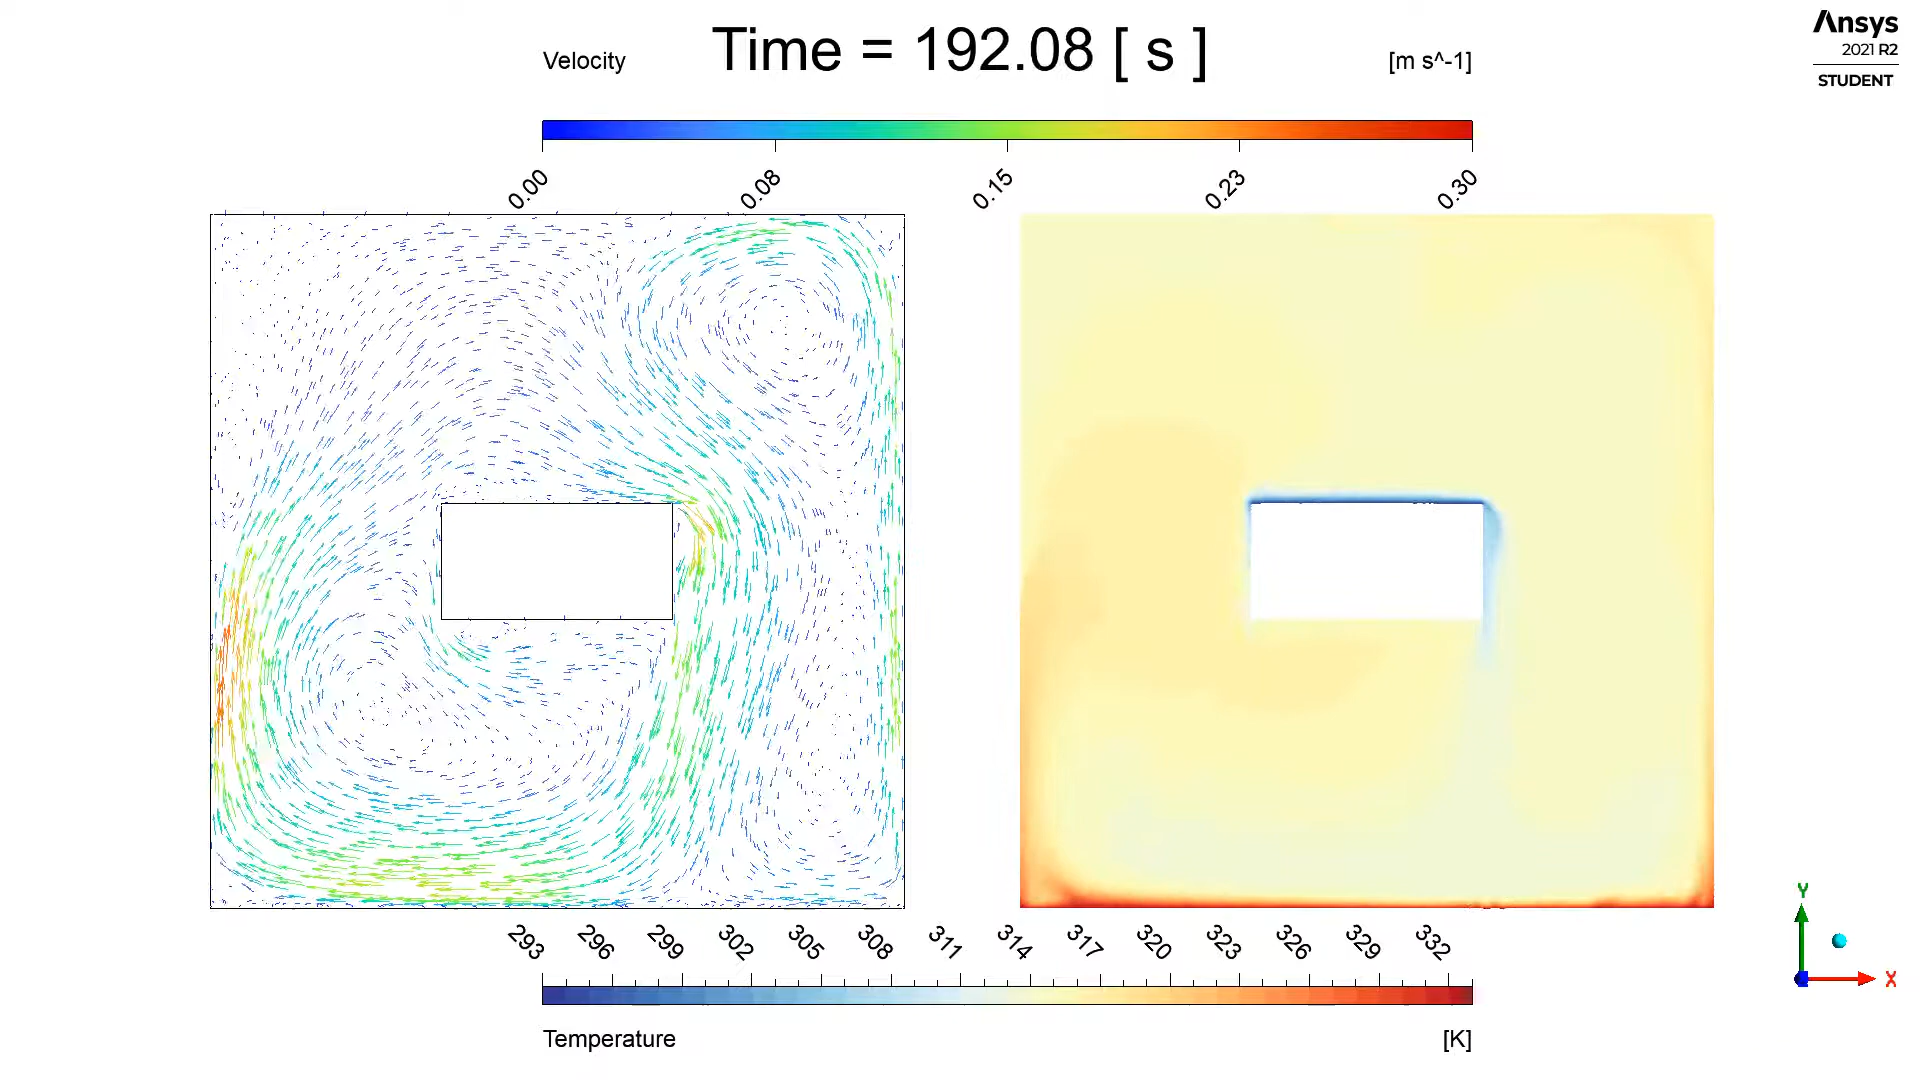 Ansys
2021 R2
STUDENT
Time = 192.08 [ s ]
Velocity
[m s^-1]
0.00 0.08 0.15 0.23 0.30
293 296 299 302 305 308 311 314 317 320 323 326 329 332
Temperature
[K]
Y
X